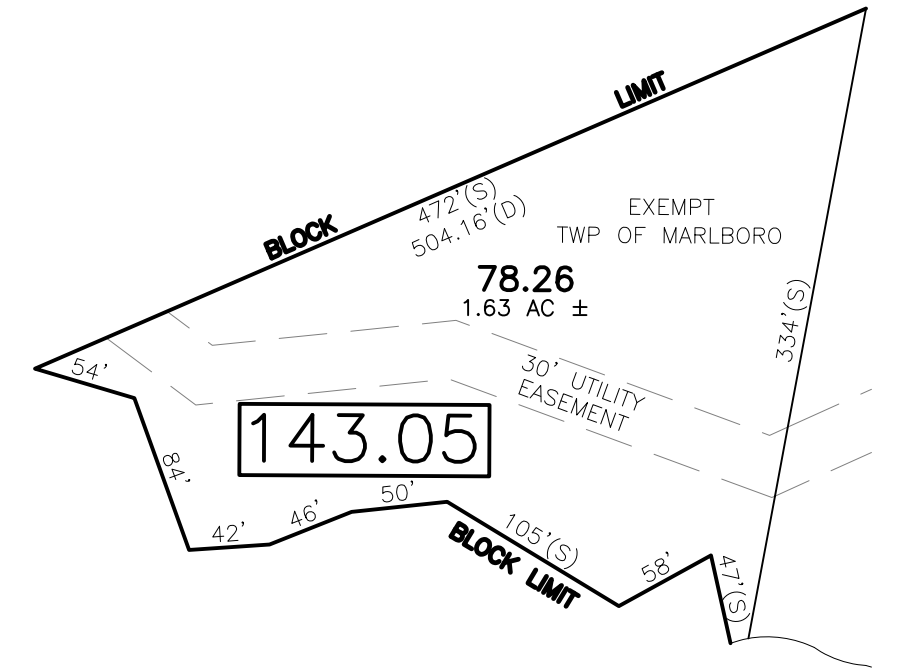 LIMIT
BLOCK
472'(S)
504.16'(D)
EXEMPT
TWP OF MARLBORO
78.26
1.63 AC ±
334'(S)
54'
30' UTILITY
EASEMENT
143.05
84'
42'
46'
50'
105'(S)
BLOCK LIMIT
58'
47'(S)